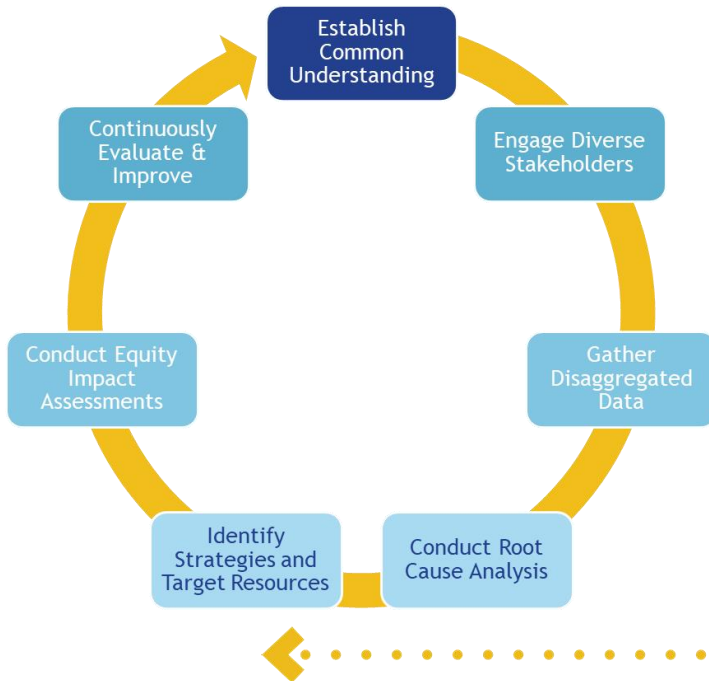 Establish
Common
Understanding
Engage Diverse
Stakeholders
Gather
Disaggregated
Data
Conduct Root
Cause Analysis
Identify
Strategies and
Target Resources
Conduct Equity
Impact
Assessments
Continuously
Evaluate &
Improve